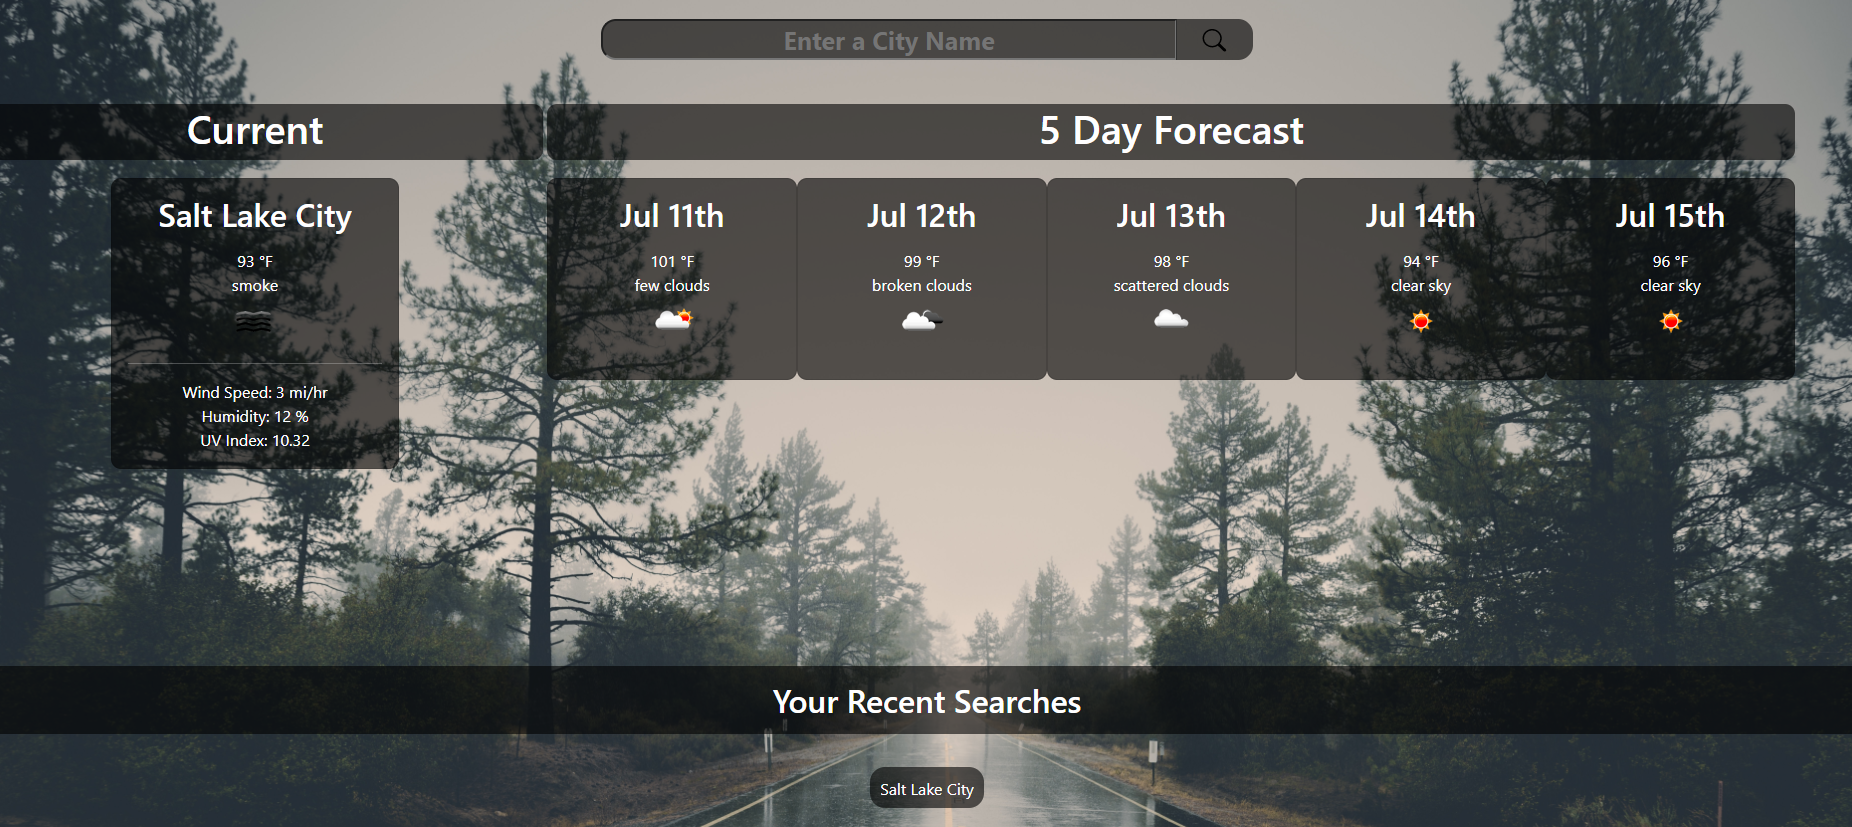 Enter a City Name
Current
5 Day Forecast
Salt Lake City
93 °F
smoke
Wind Speed: 3 mi/hr
Humidity: 12 %
UV Index: 10.32
Jul 11th
101 °F
few clouds
Jul 12th
99 °F
broken clouds
Jul 13th
98 °F
scattered clouds
Jul 14th
94 °F
clear sky
Jul 15th
96 °F
clear sky
Your Recent Searches
Salt Lake City